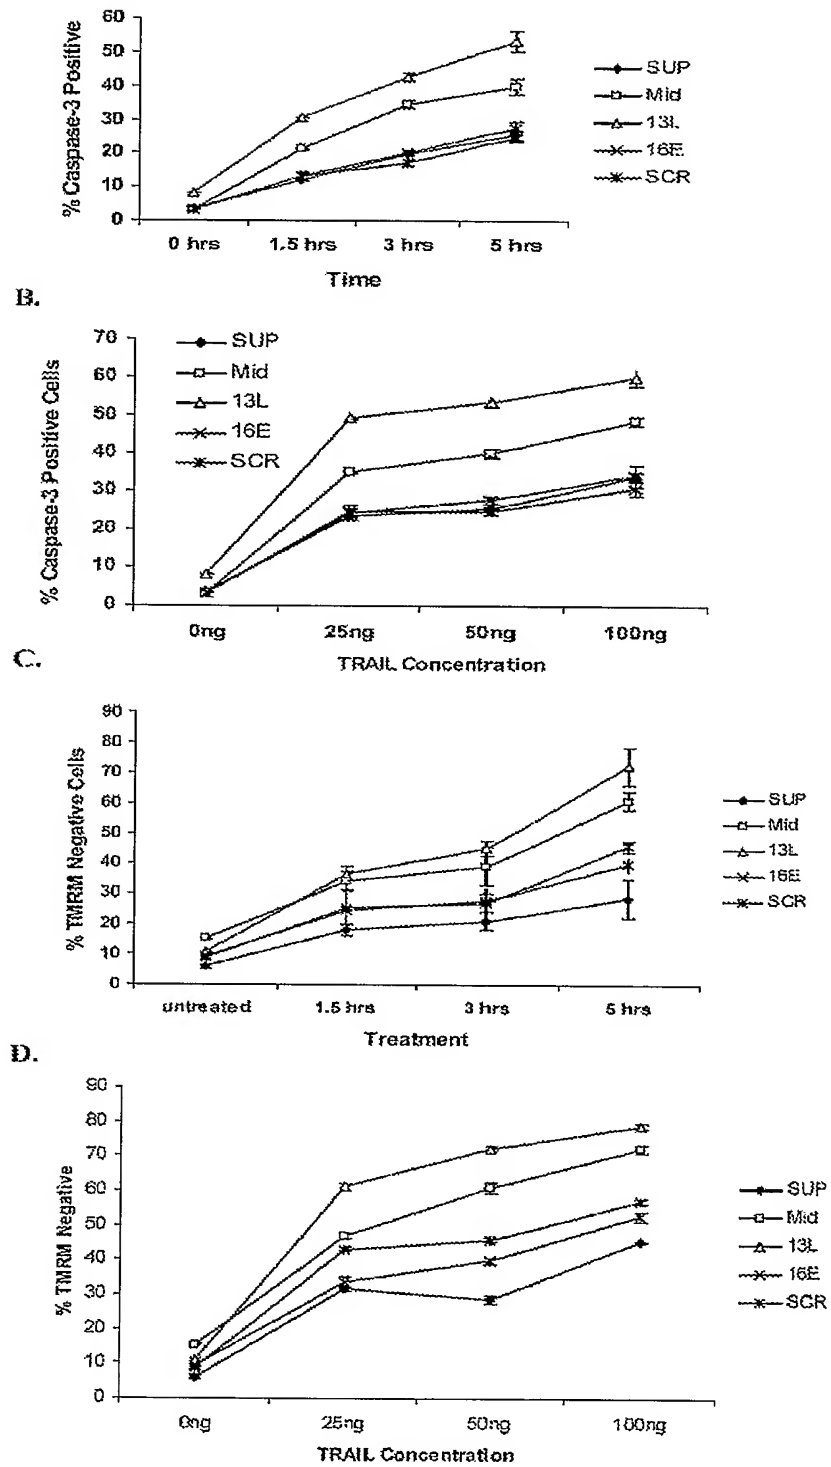 60
50
40
30
20
10
0
% Caspase-3 Positive
0 hrs 1.5 hrs 3 hrs 5 hrs
Time
SUP
Mid
13L
16E
SCR
B.
70
60
50
40
30
20
10
0
% Caspase-3 Positive Cells
SUP
Mid
13L
16E
SCR
0ng 25ng 50ng 100ng
TRAIL Concentration
C.
90
80
70
60
50
40
30
20
10
0
% TMRM Negative Cells
untreated 1.5 hrs 3 hrs 5 hrs
Treatment
SUP
Mid
13L
16E
SCR
D.
90
80
70
60
50
40
30
20
10
0
% TMRM Negative
0ng 25ng 50ng 100ng
TRAIL Concentration
SUP
Mid
13L
16E
SCR